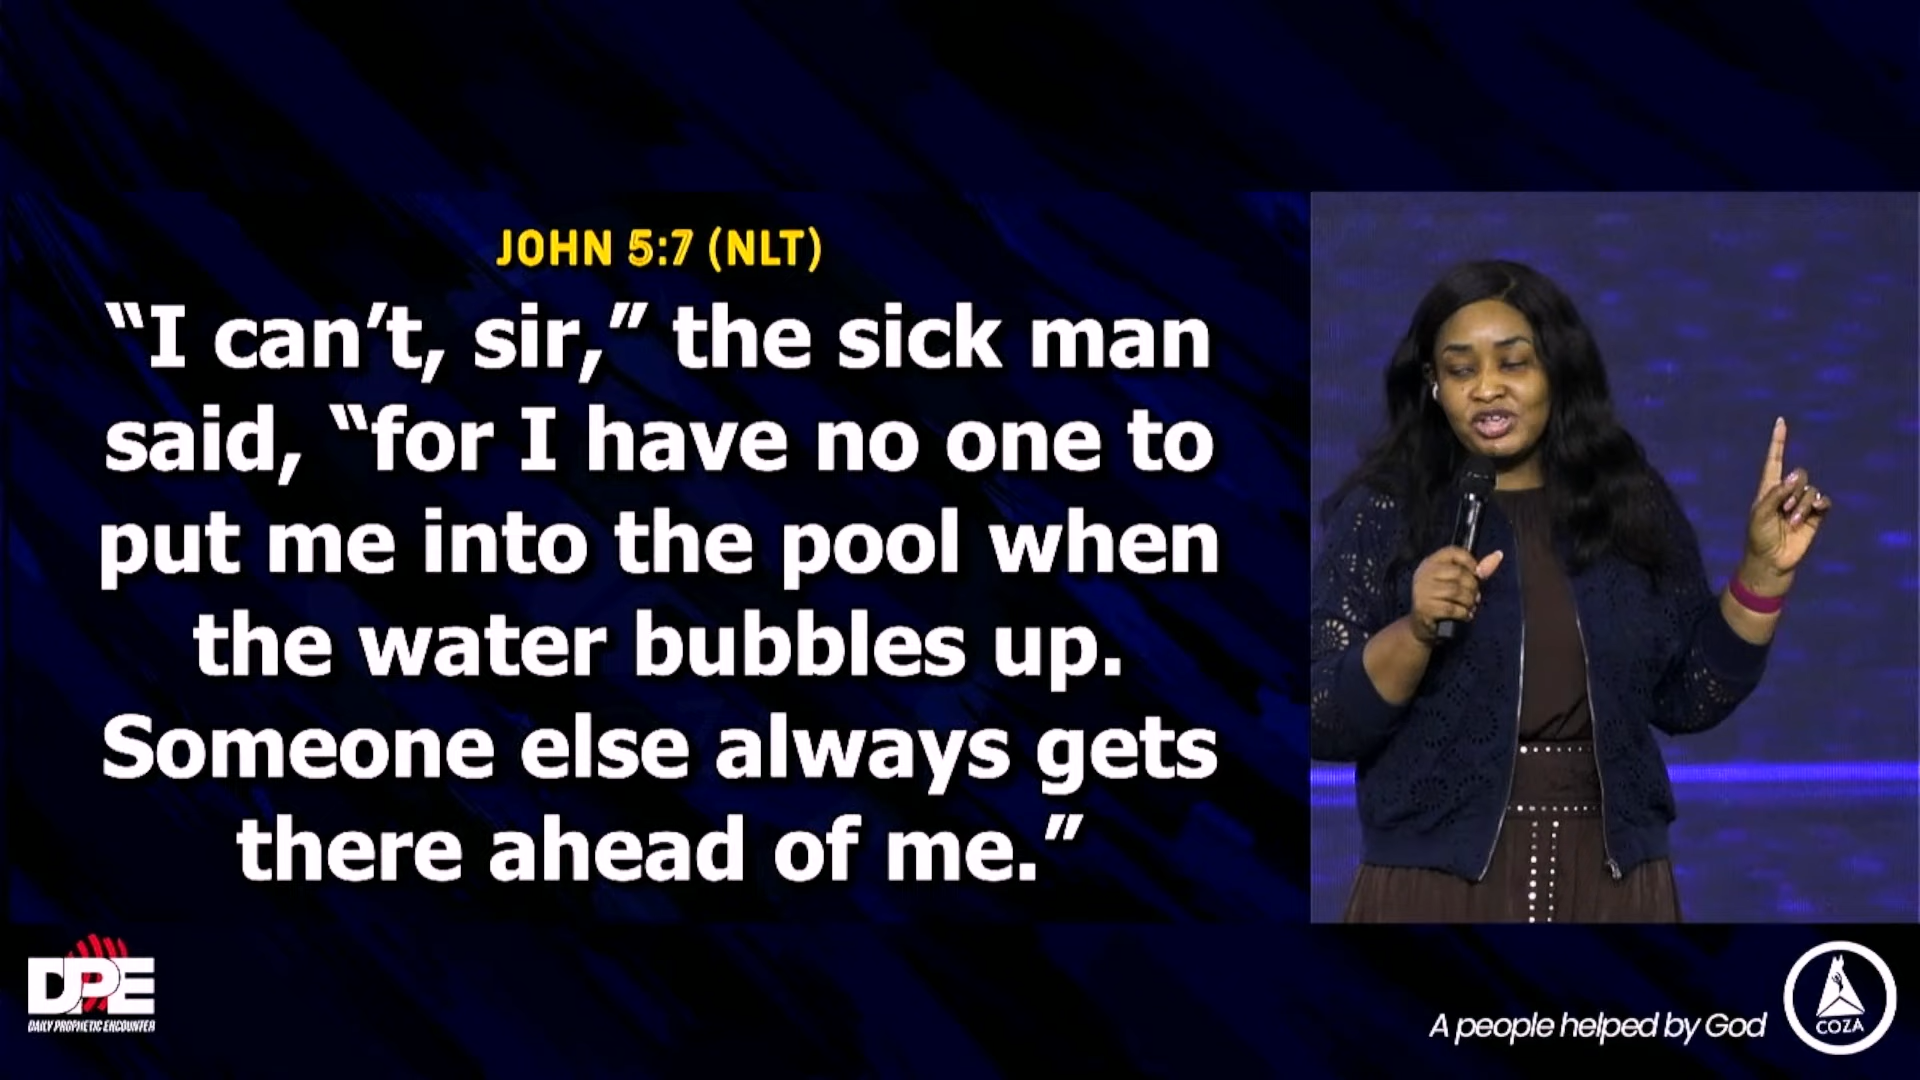 JOHN 5:7 (NLT)
“I can’t, sir,” the sick man
said, “for I have no one to
put me into the pool when
the water bubbles up.
Someone else always gets
there ahead of me.”
DPE
DAILY PROPHETIC ENCOUNTER
A people helped by God
COZA